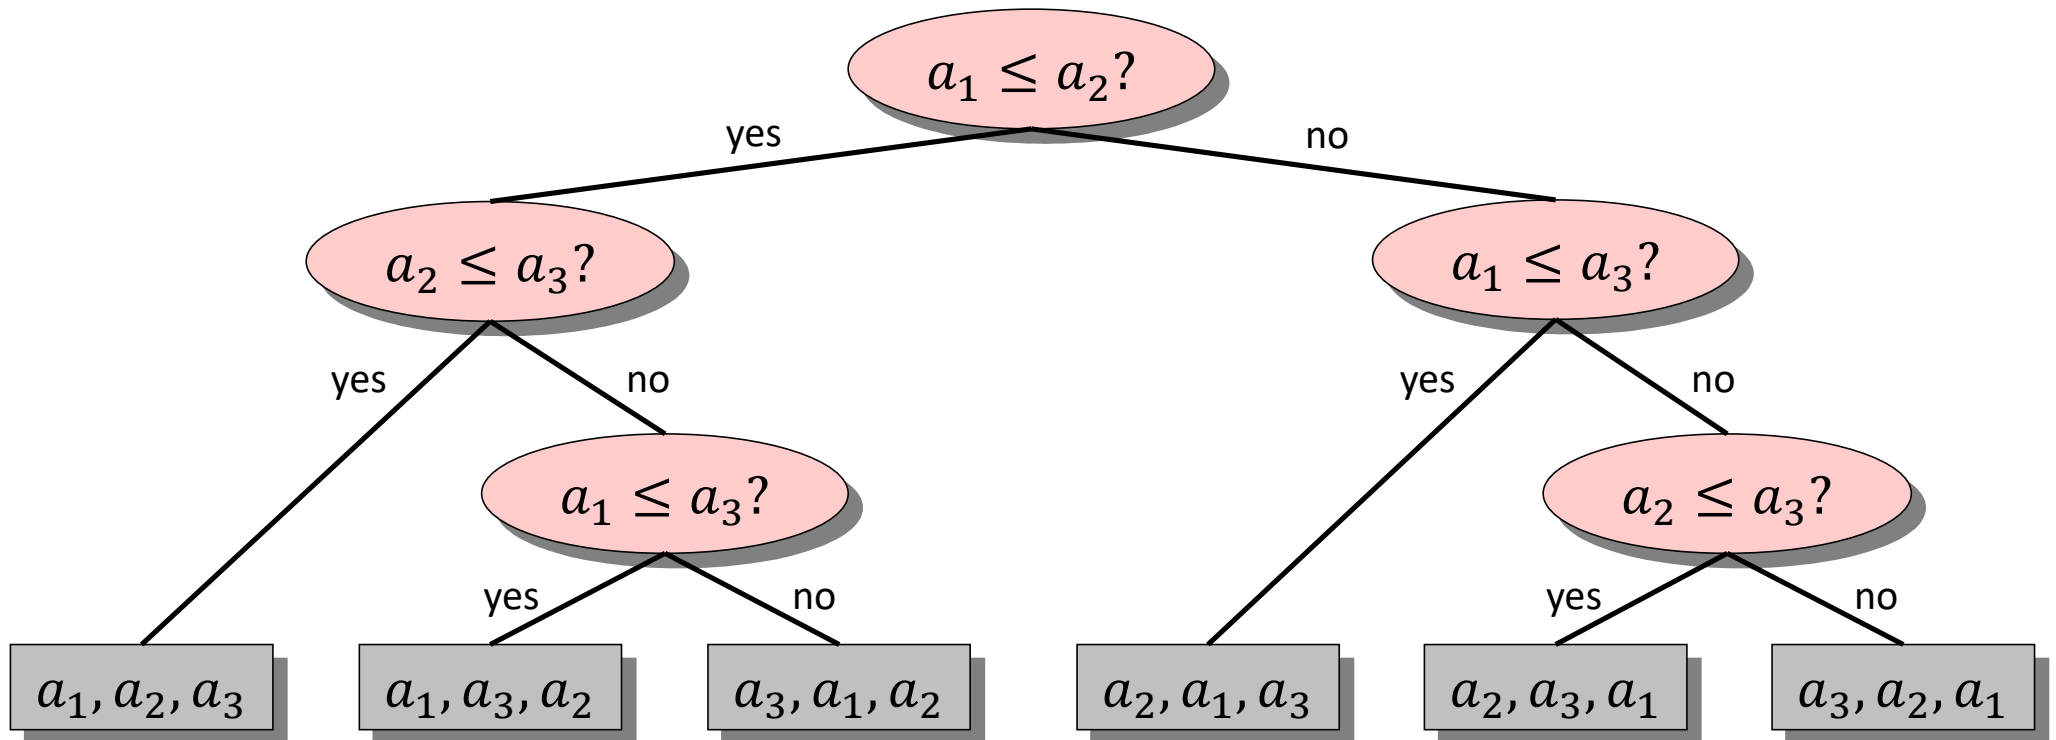 a₁ ≤ a₂?
yes
no
a₂ ≤ a₃?
a₁ ≤ a₃?
yes
no
yes
no
a₁ ≤ a₃?
a₂ ≤ a₃?
yes
no
yes
no
a₁, a₂, a₃
a₁, a₃, a₂
a₃, a₁, a₂
a₂, a₁, a₃
a₂, a₃, a₁
a₃, a₂, a₁